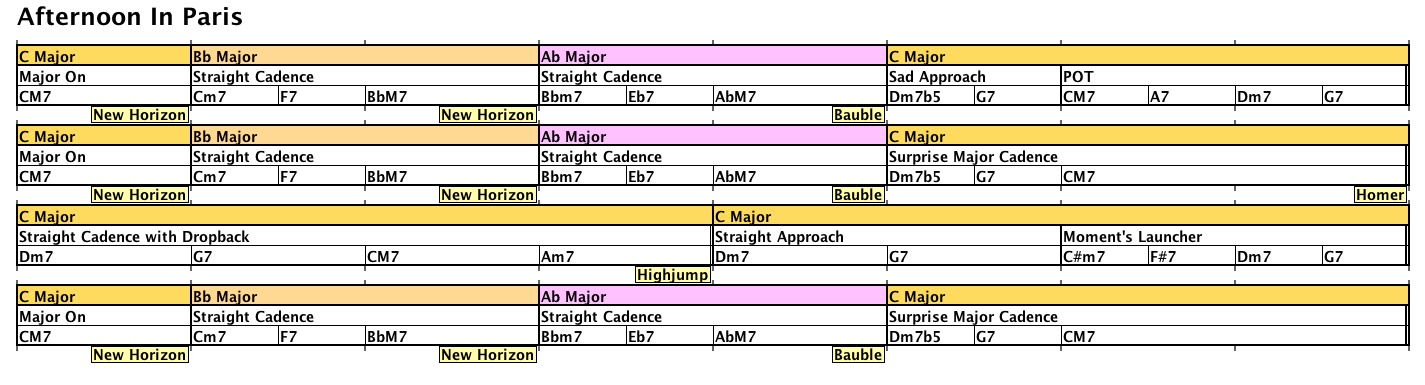 Afternoon In Paris
C Major Bb Major Ab Major C Major
Major On Straight Cadence Straight Cadence Sad Approach POT
CM7 Cm7 F7 BbM7 Bbm7 Eb7 AbM7 Dm7b5 G7 CM7 A7 Dm7 G7
New Horizon New Horizon Bauble
C Major Bb Major Ab Major C Major
Major On Straight Cadence Straight Cadence Surprise Major Cadence
CM7 Cm7 F7 BbM7 Bbm7 Eb7 AbM7 Dm7b5 G7 CM7
New Horizon New Horizon Bauble Homer
C Major C Major
Straight Cadence with Dropback Straight Approach Moment's Launcher
Dm7 G7 CM7 Am7 Dm7 G7 C#m7 F#7 Dm7 G7
Highjump
C Major Bb Major Ab Major C Major
Major On Straight Cadence Straight Cadence Surprise Major Cadence
CM7 Cm7 F7 BbM7 Bbm7 Eb7 AbM7 Dm7b5 G7 CM7
New Horizon New Horizon Bauble